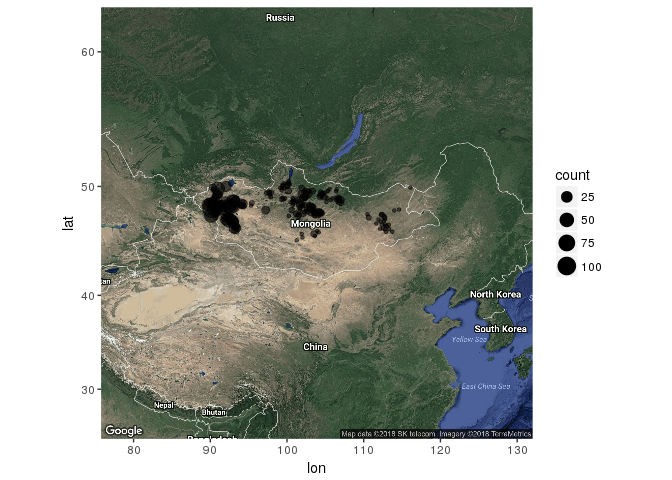 Russia
60
50
lat
Mongolia
40
North Korea
South Korea
Yellow Sea
China
East China Sea
30
Nepal
Bhutan
Google
Map data ©2018 SK telecom Imagery ©2018 TerraMetrics
80 90 100 110 120 130
lon
count
25
50
75
100